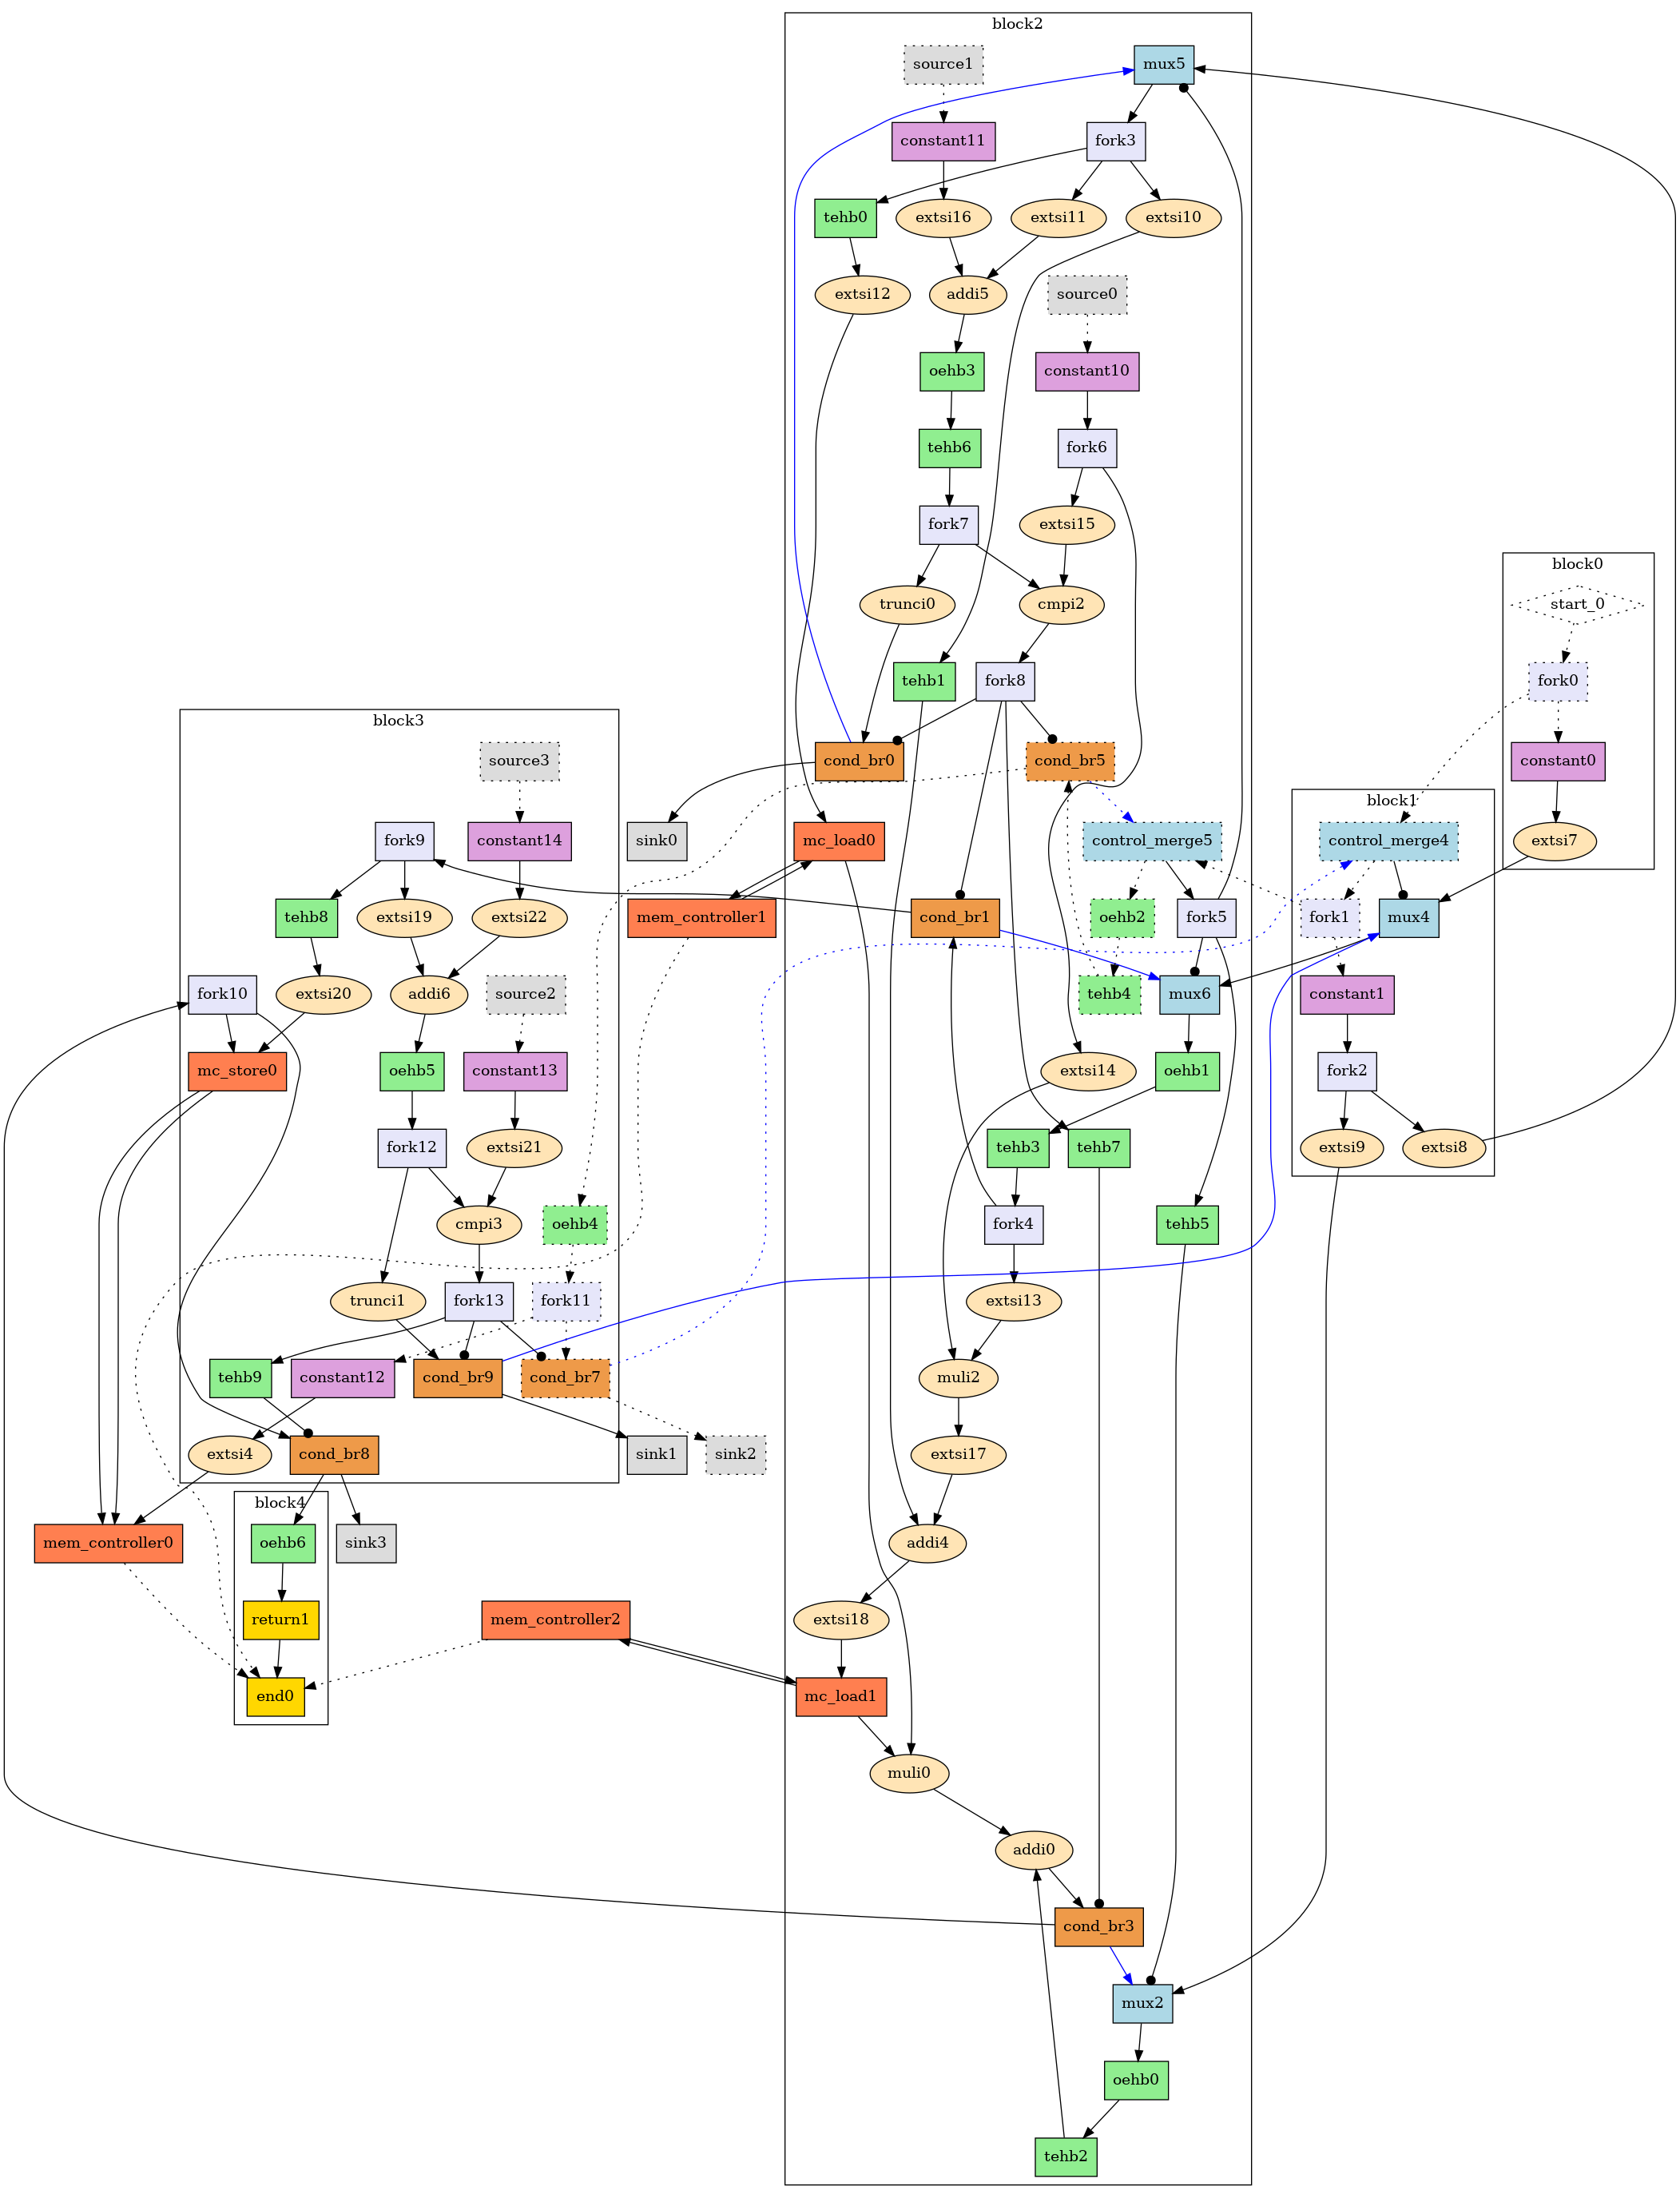 block2
source1
mux5
constant11
fork3
tehb0
extsi16
extsi11
extsi10
extsi12
addi5
source0
oehb3
constant10
tehb6
fork6
fork7
extsi15
block0
trunci0
cmpi2
start_0
tehb1
fork8
fork0
block3
source3
cond_br0
cond_br5
constant0
block1
fork9
constant14
sink0
mc_load0
control_merge5
control_merge4
extsi7
tehb8
extsi19
extsi22
mem_controller1
cond_br1
oehb2
fork5
fork1
mux4
fork10
extsi20
addi6
source2
tehb4
mux6
constant1
mc_store0
oehb5
constant13
extsi14
oehb1
fork2
fork12
extsi21
tehb3
tehb7
extsi9
extsi8
cmpi3
oehb4
fork4
tehb5
trunci1
fork13
fork11
extsi13
tehb9
constant12
cond_br9
cond_br7
muli2
extsi4
cond_br8
sink1
sink2
extsi17
block4
mem_controller0
oehb6
sink3
addi4
return1
mem_controller2
extsi18
end0
mc_load1
muli0
addi0
cond_br3
mux2
oehb0
tehb2